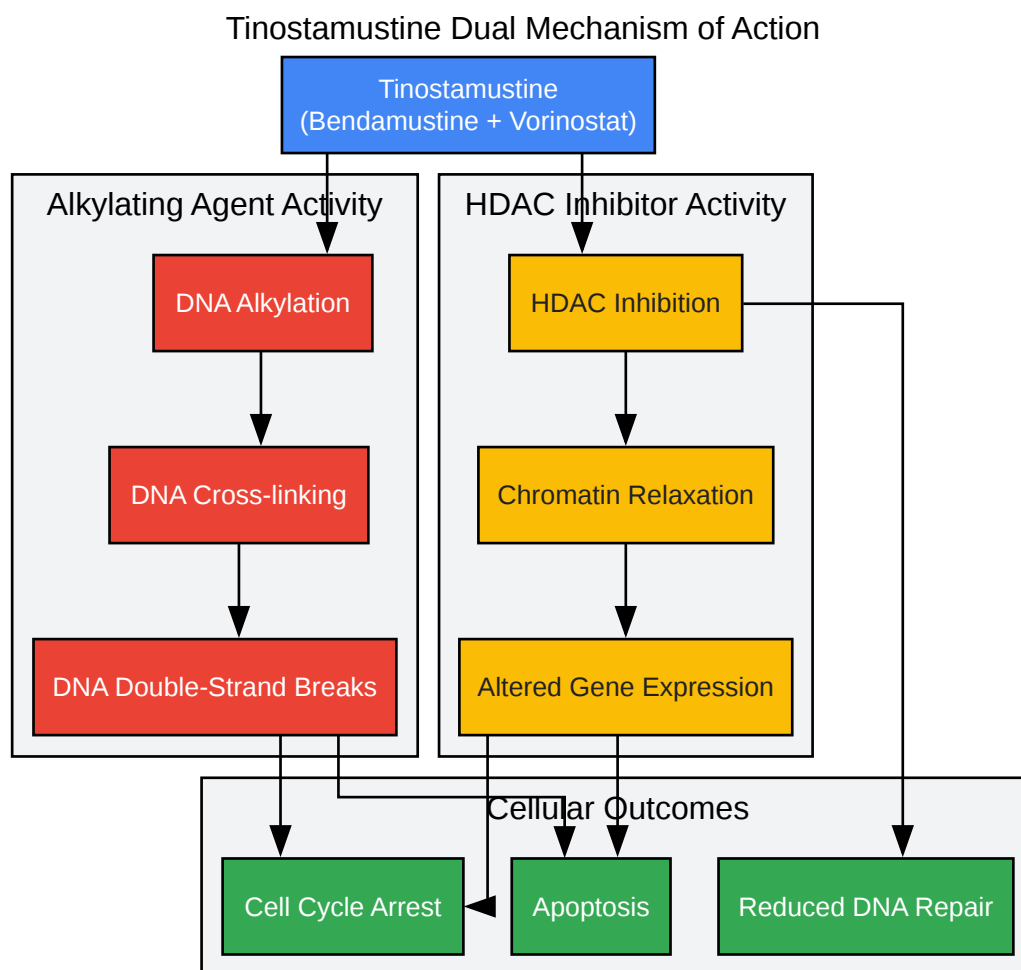 Tinostamustine Dual Mechanism of Action
Tinostamustine
(Bendamustine + Vorinostat)
Alkylating Agent Activity
HDAC Inhibitor Activity
DNA Alkylation
HDAC Inhibition
DNA Cross-linking
Chromatin Relaxation
DNA Double-Strand Breaks
Altered Gene Expression
Cellular Outcomes
Cell Cycle Arrest
Apoptosis
Reduced DNA Repair